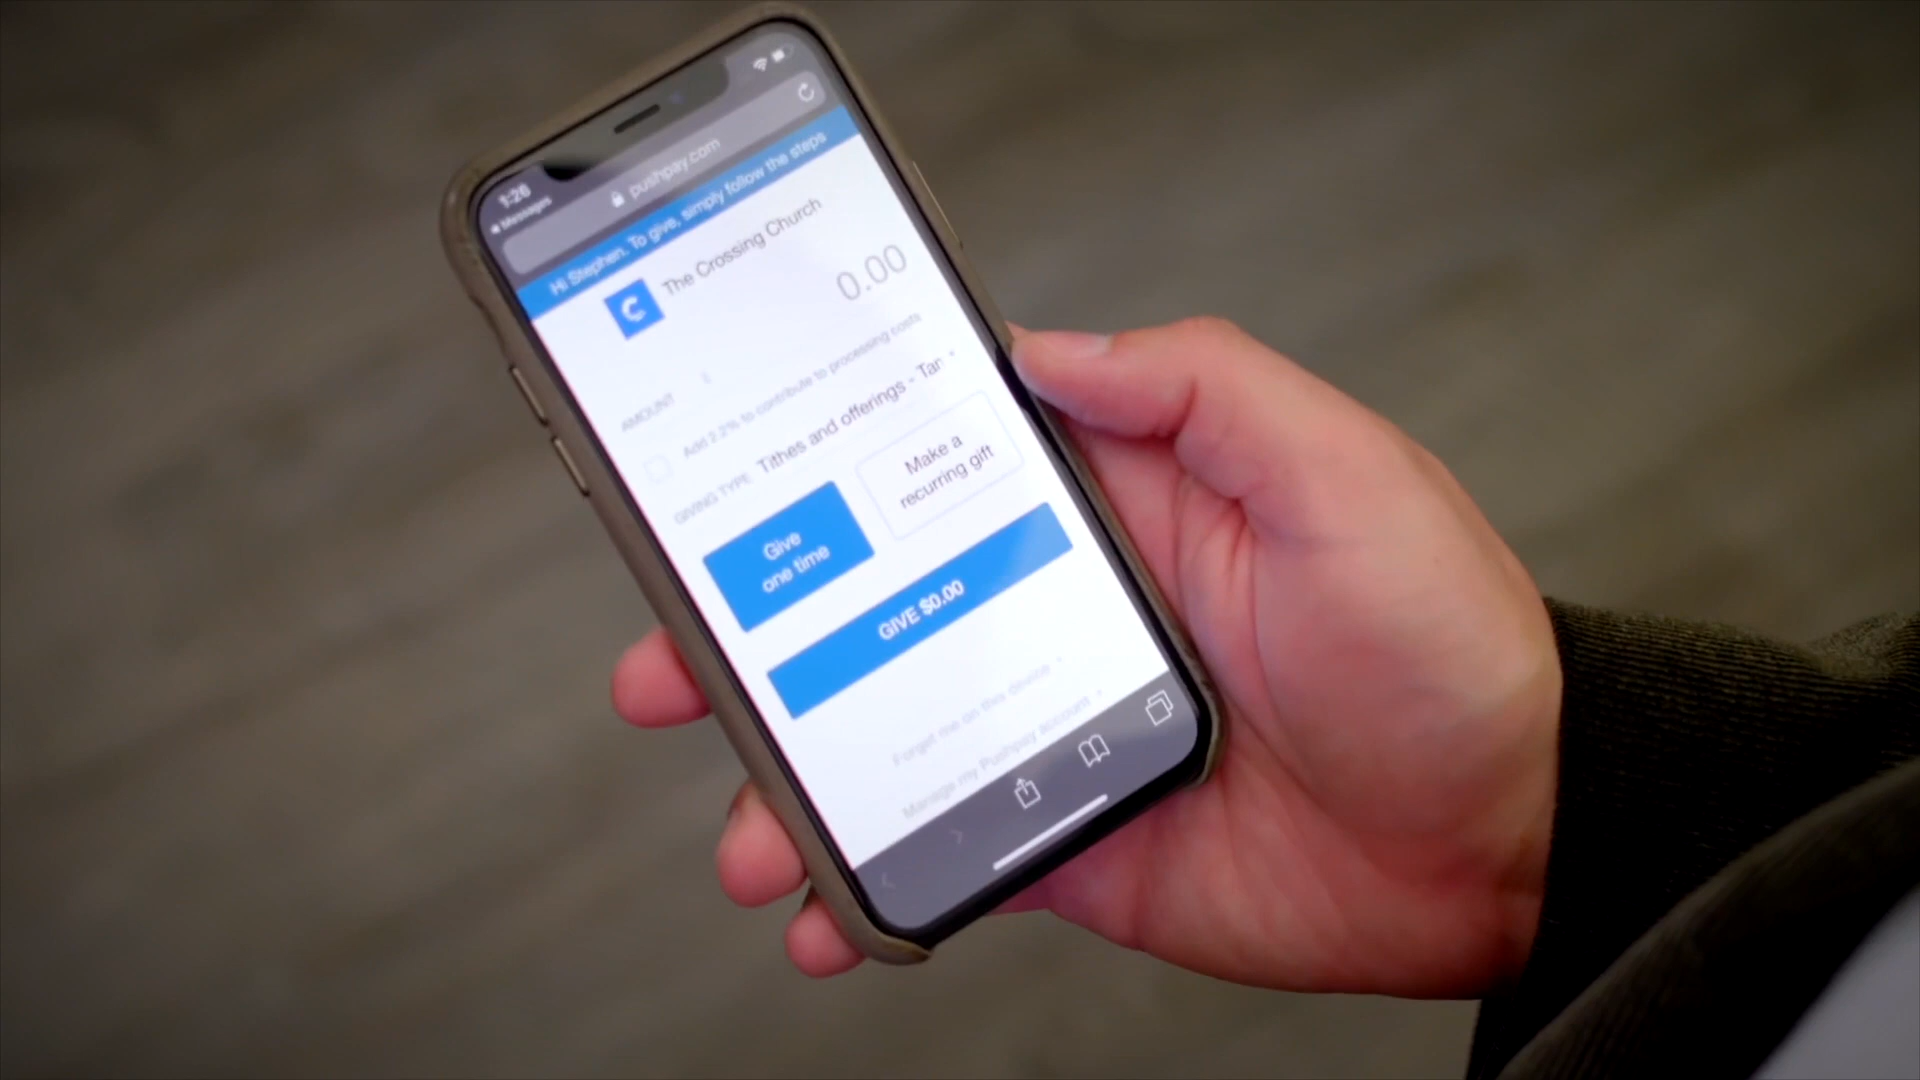 1:26
Messages
pushpay.com
Hi Stephen. To give, simply follow the steps
The Crossing Church
0.00
AMOUNT $
Add 2.2% to contribute to processing costs
GIVING TYPE Tithes and offerings - Tam
Give
one time
Make a
recurring gift
GIVE $0.00
Forget me on this device
Manage my Pushpay account